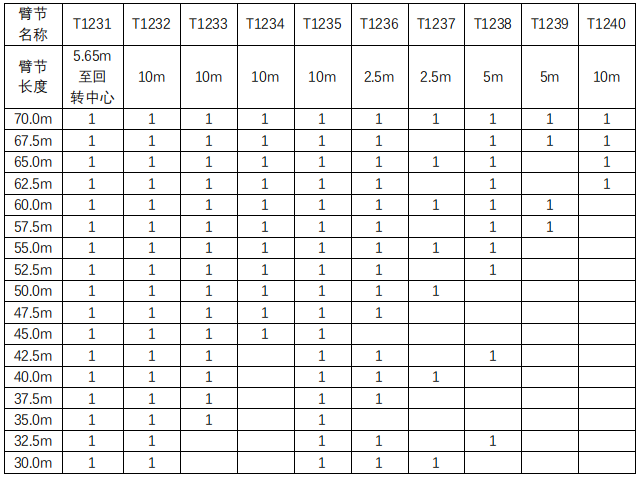 臂节名称 T1231 T1232 T1233 T1234 T1235 T1236 T1237 T1238 T1239 T1240
臂节长度 5.65m至回转中心 10m 10m 10m 10m 2.5m 2.5m 5m 5m 10m
70.0m 1 1 1 1 1 1 1 1 1 1
67.5m 1 1 1 1 1 1 1 1 1
65.0m 1 1 1 1 1 1 1 1 1
62.5m 1 1 1 1 1 1 1 1
60.0m 1 1 1 1 1 1 1 1 1
57.5m 1 1 1 1 1 1 1 1
55.0m 1 1 1 1 1 1 1 1
52.5m 1 1 1 1 1 1 1
50.0m 1 1 1 1 1 1 1
47.5m 1 1 1 1 1 1
45.0m 1 1 1 1 1
42.5m 1 1 1 1 1 1
40.0m 1 1 1 1 1 1
37.5m 1 1 1 1 1
35.0m 1 1 1 1
32.5m 1 1 1 1 1
30.0m 1 1 1 1 1